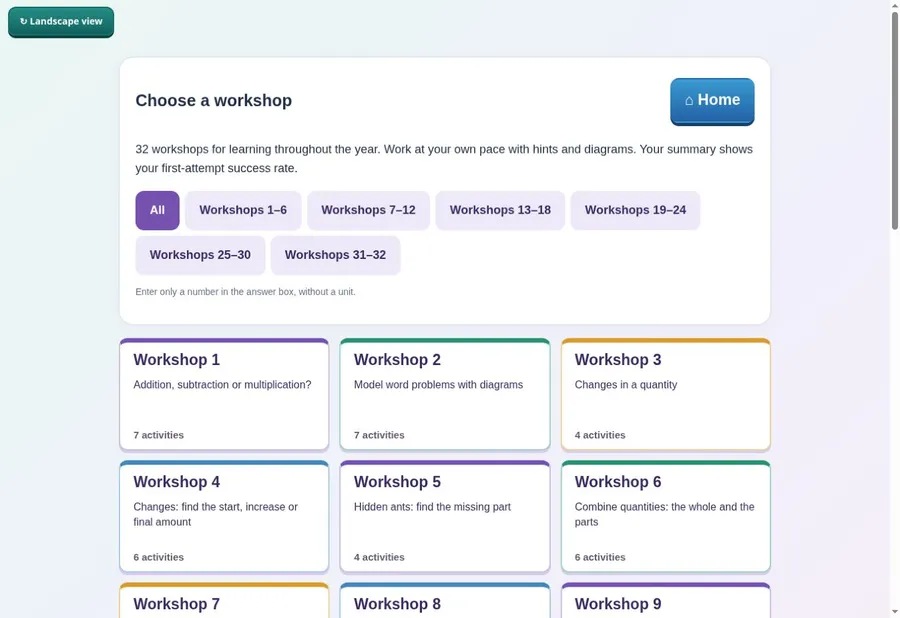 ↻ Landscape view
Choose a workshop
⌂ Home
32 workshops for learning throughout the year. Work at your own pace with hints and diagrams. Your summary shows
your first-attempt success rate.
All
Workshops 1–6
Workshops 7–12
Workshops 13–18
Workshops 19–24
Workshops 25–30
Workshops 31–32
Enter only a number in the answer box, without a unit.
Workshop 1
Addition, subtraction or multiplication?
7 activities
Workshop 2
Model word problems with diagrams
7 activities
Workshop 3
Changes in a quantity
4 activities
Workshop 4
Changes: find the start, increase or
final amount
6 activities
Workshop 5
Hidden ants: find the missing part
4 activities
Workshop 6
Combine quantities: the whole and the
parts
6 activities
Workshop 7
Workshop 8
Workshop 9